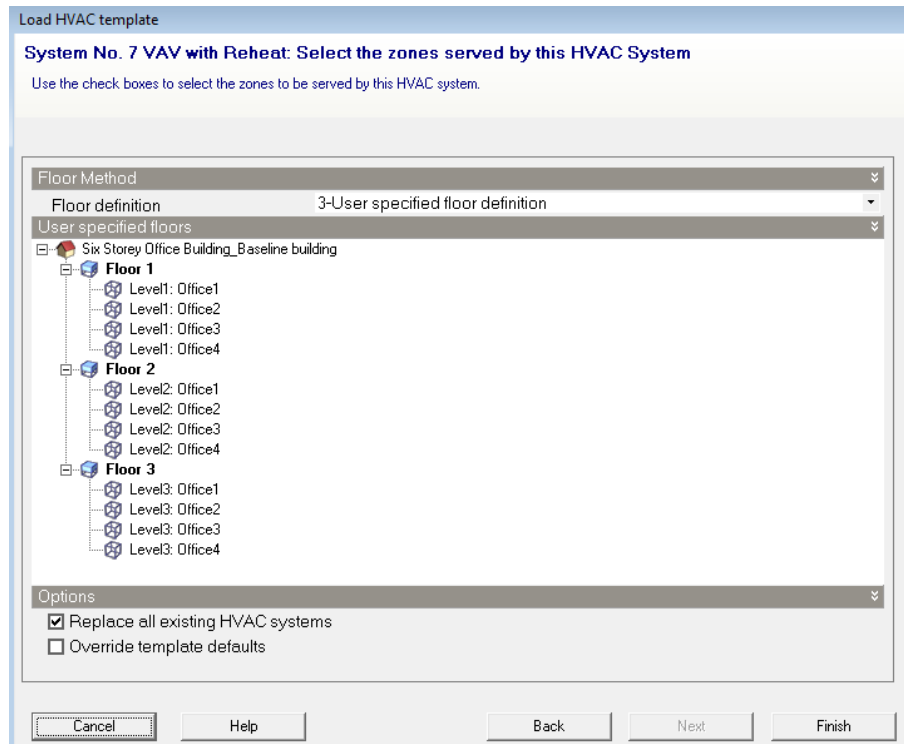 Load HVAC template
System No. 7 VAV with Reheat: Select the zones served by this HVAC System
Use the check boxes to select the zones to be served by this HVAC system.
Floor Method
Floor definition 3-User specified floor definition
User specified floors
Six Storey Office Building_Baseline building
Floor 1
Level1: Office1
Level1: Office2
Level1: Office3
Level1: Office4
Floor 2
Level2: Office1
Level2: Office2
Level2: Office3
Level2: Office4
Floor 3
Level3: Office1
Level3: Office2
Level3: Office3
Level3: Office4
Options
Replace all existing HVAC systems
Override template defaults
Cancel Help Back Next Finish